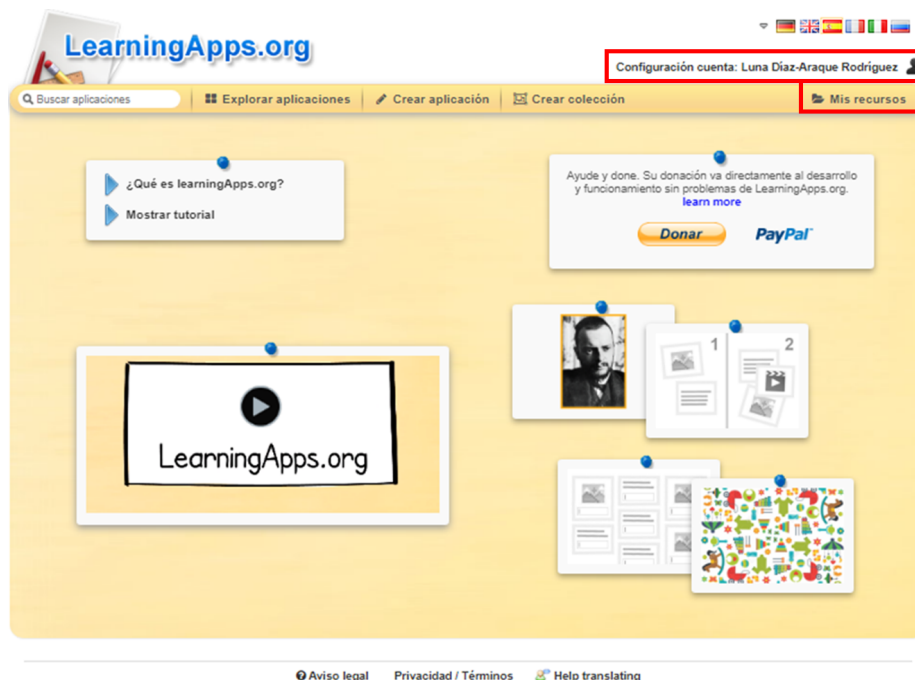 LearningApps.org
Configuración cuenta: Luna Diaz-Araque Rodriguez
Buscar aplicaciones
Explorar aplicaciones
Crear aplicación
Crear colección
Mis recursos
¿Qué es learningApps.org?
Mostrar tutorial
Ayude y done. Su donación va directamente al desarrollo
y funcionamiento sin problemas de LearningApps.org.
learn more
Donar
PayPal
1
2
LearningApps.org
Aviso legal
Privacidad / Términos
Help translating